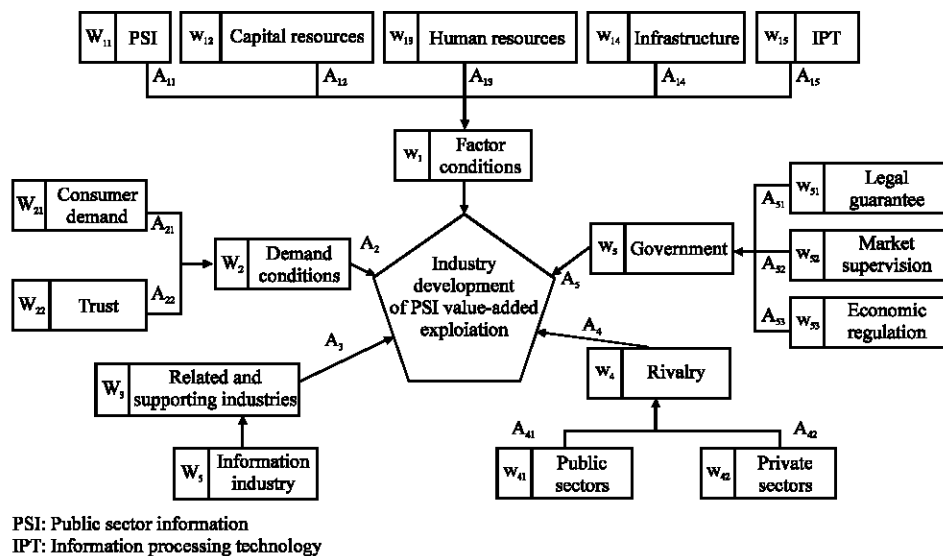 W11 PSI
W12 Capital resources
W13 Human resources
W14 Infrastructure
W15 IPT
A11
A12
A13
A14
A15
W1 Factor
conditions
W21 Consumer
demand
A21
W22 Trust
A22
W2 Demand
conditions
A2
Industry
development
of PSI value-added
exploiation
W5 Government
A5
W51 Legal
guarantee
A51
W52 Market
supervision
A52
W53 Economic
regulation
A53
A3
W3 Related and
supporting industries
W5 Information
industry
A4
W4 Rivalry
A41
A42
W41 Public
sectors
W42 Private
sectors
PSI: Public sector information
IPT: Information processing technology